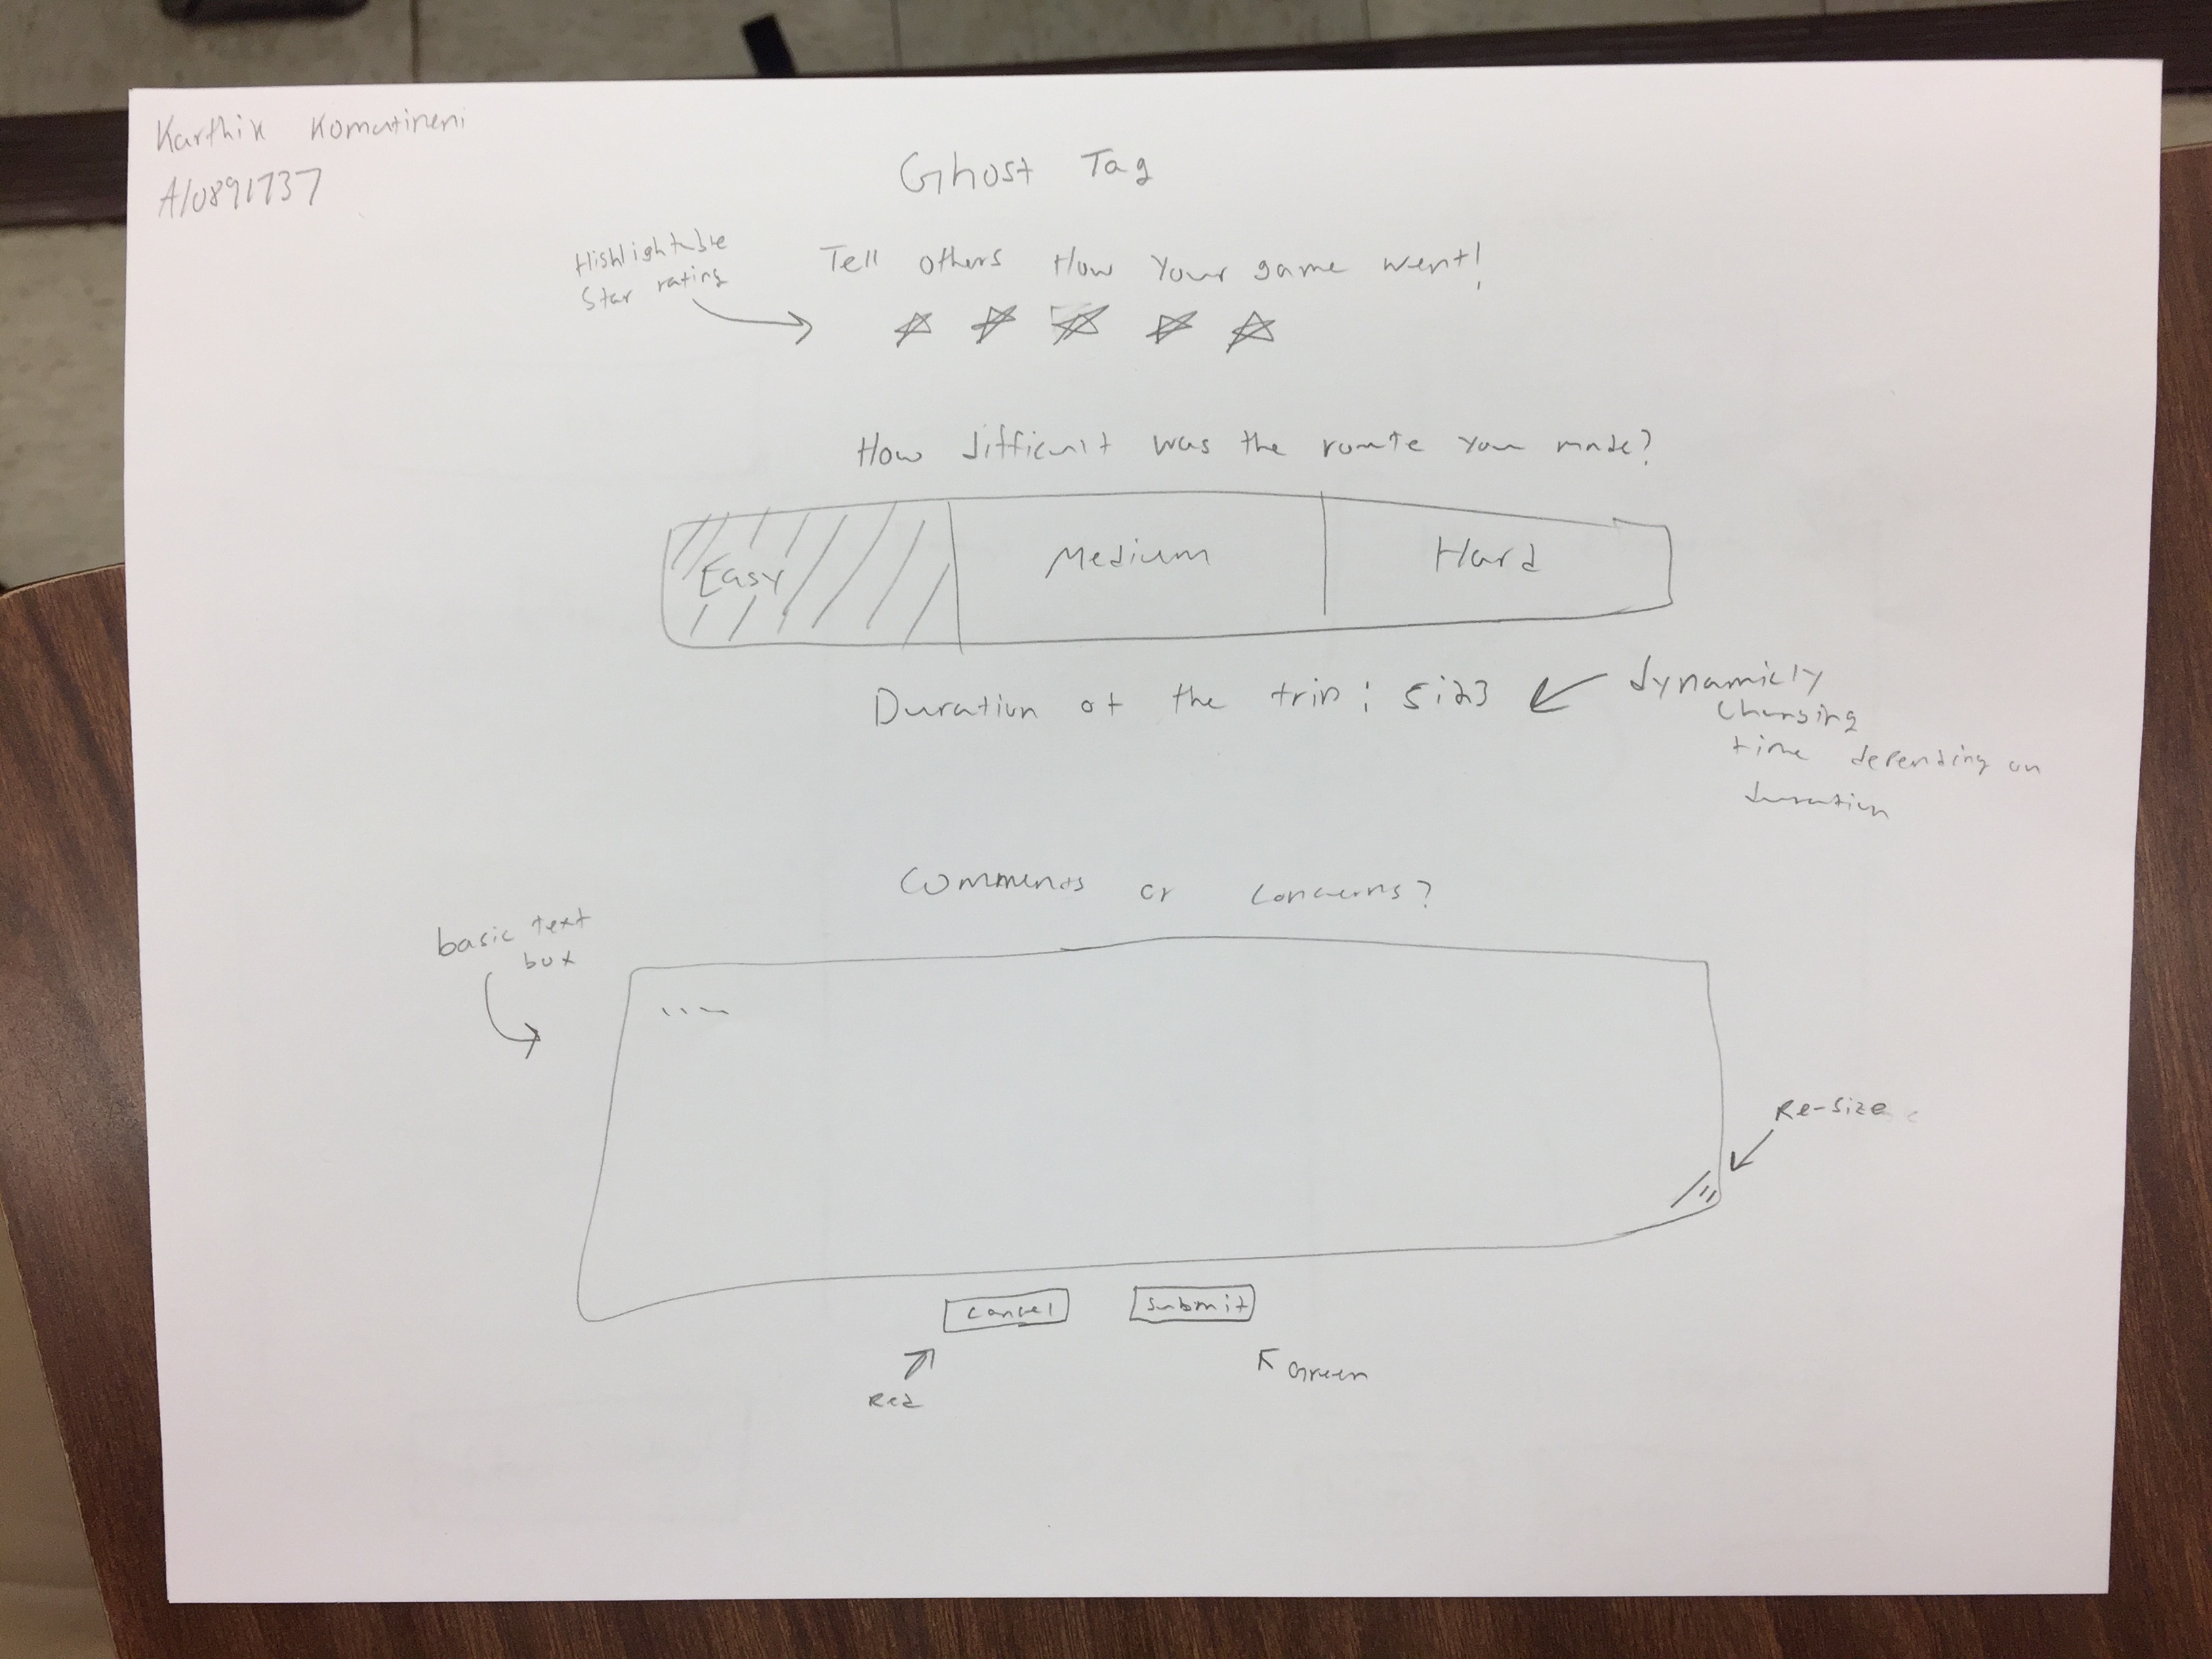 Karthik Komatineni
A10891737
Ghost Tag
Highlightable
Star rating
Tell others How Your game went!
How difficult was the route you made?
Easy Medium Hard
Duration of the trip:
dynamicly
changing
time depending on
duration
Comments or concerns?
basic text
box
....
Re-size
cancel submit
Red
Green